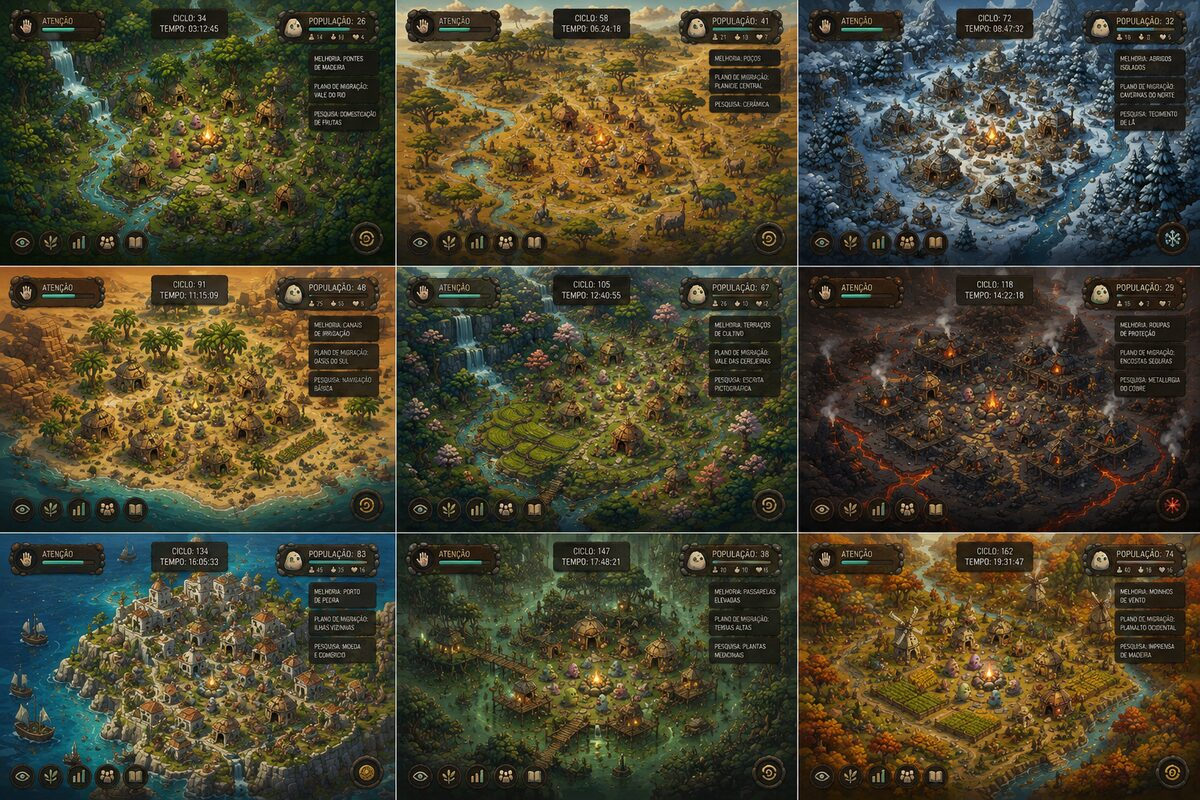 ATENÇÃO
CICLO: 34
TEMPO: 03:12:45
POPULAÇÃO: 26
MELHORIA: PONTES
DE MADEIRA
PLANO DE MIGRAÇÃO:
VALE DO RIO
PESQUISA: DOMESTICAÇÃO
DE FRUTAS
ATENÇÃO
CICLO: 58
TEMPO: 06:24:18
POPULAÇÃO: 41
MELHORIA: POÇOS
PLANO DE MIGRAÇÃO:
PLANÍCIE CENTRAL
PESQUISA: CERÂMICA
ATENÇÃO
CICLO: 72
TEMPO: 08:47:32
POPULAÇÃO: 32
MELHORIA: ABRIGOS
ISOLADOS
PLANO DE MIGRAÇÃO:
CAVERNAS DO NORTE
PESQUISA: TECIMENTO
DE LÃ
ATENÇÃO
CICLO: 91
TEMPO: 11:15:09
POPULAÇÃO: 48
MELHORIA: CANAIS
DE IRRIGAÇÃO
PLANO DE MIGRAÇÃO:
OÁSIS DO SUL
PESQUISA: NAVEGAÇÃO
BÁSICA
ATENÇÃO
CICLO: 105
TEMPO: 12:40:55
POPULAÇÃO: 67
MELHORIA: TERRAÇOS
DE CULTIVO
PLANO DE MIGRAÇÃO:
VALE DAS CEREJEIRAS
PESQUISA: ESCRITA
PICTOGRÁFICA
ATENÇÃO
CICLO: 118
TEMPO: 14:22:18
POPULAÇÃO: 29
MELHORIA: ROUPAS
DE PROTEÇÃO
PLANO DE MIGRAÇÃO:
ENCOSTAS SEGURAS
PESQUISA: METALURGIA
DO COBRE
ATENÇÃO
CICLO: 134
TEMPO: 16:05:33
POPULAÇÃO: 83
MELHORIA: PORTO
DE PEDRA
PLANO DE MIGRAÇÃO:
ILHAS VIZINHAS
PESQUISA: MOEDA
E COMÉRCIO
ATENÇÃO
CICLO: 147
TEMPO: 17:48:21
POPULAÇÃO: 38
MELHORIA: PASSARELAS
ELEVADAS
PLANO DE MIGRAÇÃO:
TERRAS ALTAS
PESQUISA: PLANTAS
MEDICINAIS
ATENÇÃO
CICLO: 162
TEMPO: 19:31:47
POPULAÇÃO: 74
MELHORIA: MOINHOS
DE VENTO
PLANO DE MIGRAÇÃO:
PLANALTO OCIDENTAL
PESQUISA: IMPRENSA
DE MADEIRA